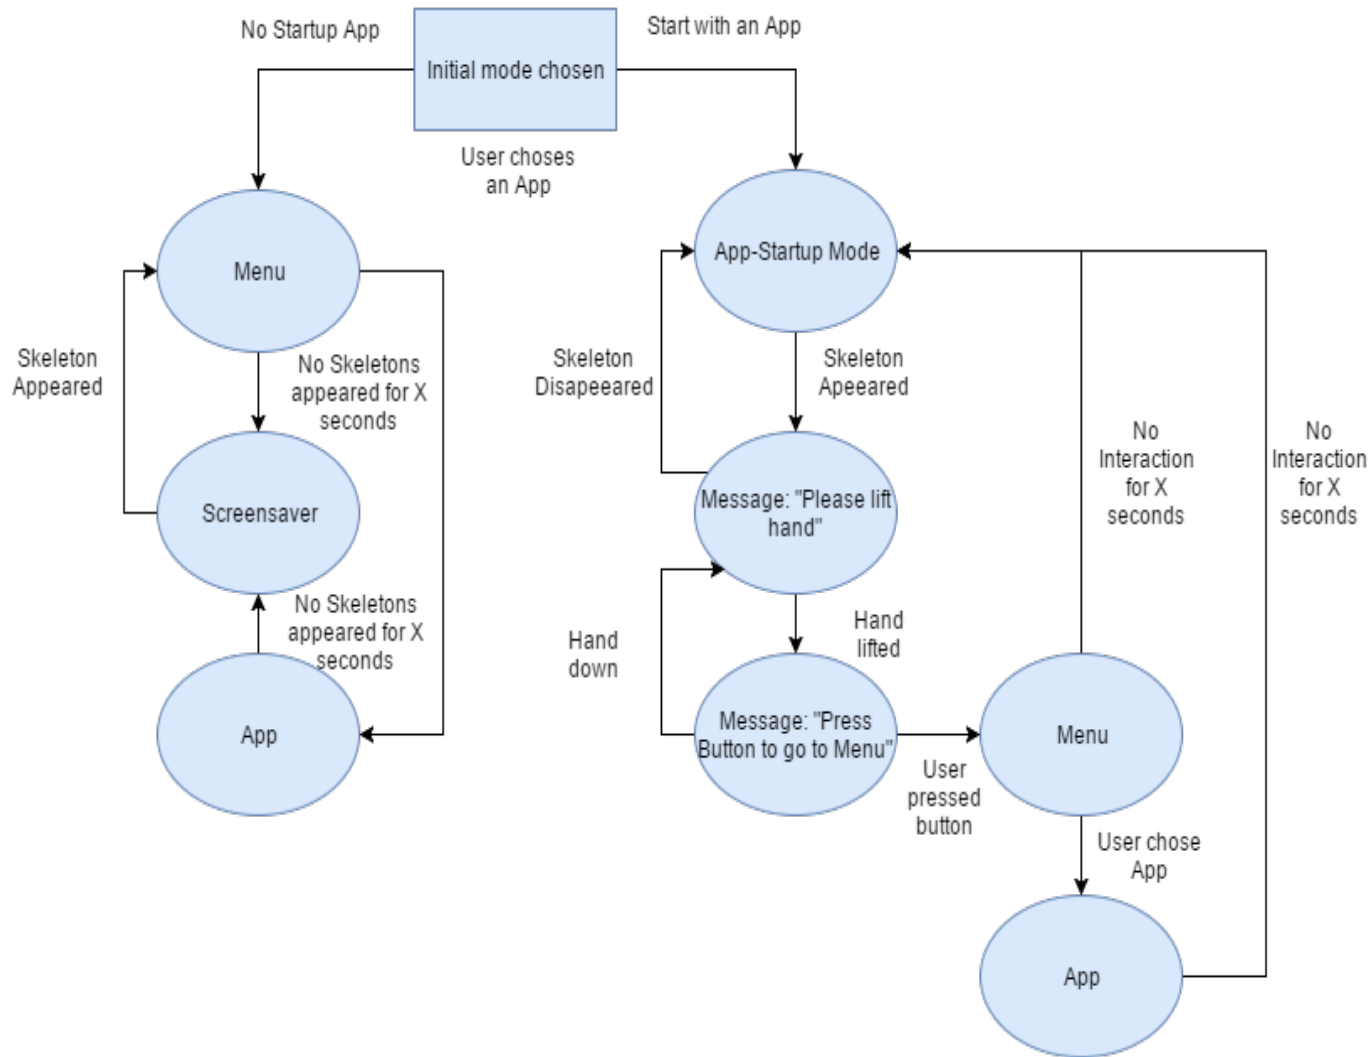 No Startup App
Start with an App
Initial mode chosen
User choses
an App
Menu
App-Startup Mode
Skeleton
Appeared
No Skeletons
appeared for X
seconds
Skeleton
Disapeeared
Skeleton
Apeeared
No
Interaction
for X
seconds
No
Interaction
for X
seconds
Screensaver
Message: "Please lift
hand"
No Skeletons
appeared for X
seconds
Hand
down
Hand
lifted
App
Message: "Press
Button to go to Menu"
Menu
User
pressed
button
User chose
App
App